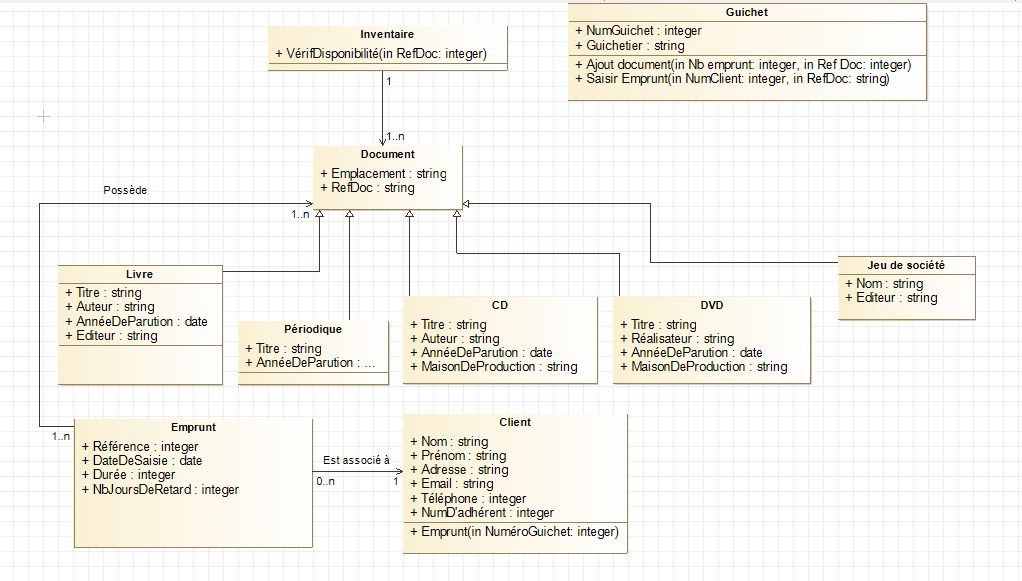 Guichet
+ NumGuichet : integer
+ Guichetier : string
+ Ajout document(in Nb emprunt: integer, in Ref Doc: integer)
+ Saisir Emprunt(in NumClient: integer, in RefDoc: string)
Inventaire
+ VérifDisponibilité(in RefDoc: integer)
1
1..n
Document
+ Emplacement : string
+ RefDoc : string
Possède
1..n
Livre
+ Titre : string
+ Auteur : string
+ AnnéeDeParution : date
+ Editeur : string
Périodique
+ Titre : string
+ AnnéeDeParution : ...
CD
+ Titre : string
+ Auteur : string
+ AnnéeDeParution : date
+ MaisonDeProduction : string
DVD
+ Titre : string
+ Réalisateur : string
+ AnnéeDeParution : date
+ MaisonDeProduction : string
Jeu de société
+ Nom : string
+ Editeur : string
1..n
Emprunt
+ Référence : integer
+ DateDeSaisie : date
+ Durée : integer
+ NbJoursDeRetard : integer
Est associé à
0..n
1
Client
+ Nom : string
+ Prénom : string
+ Adresse : string
+ Email : string
+ Téléphone : integer
+ NumD'adhérent : integer
+ Emprunt(in NuméroGuichet: integer)